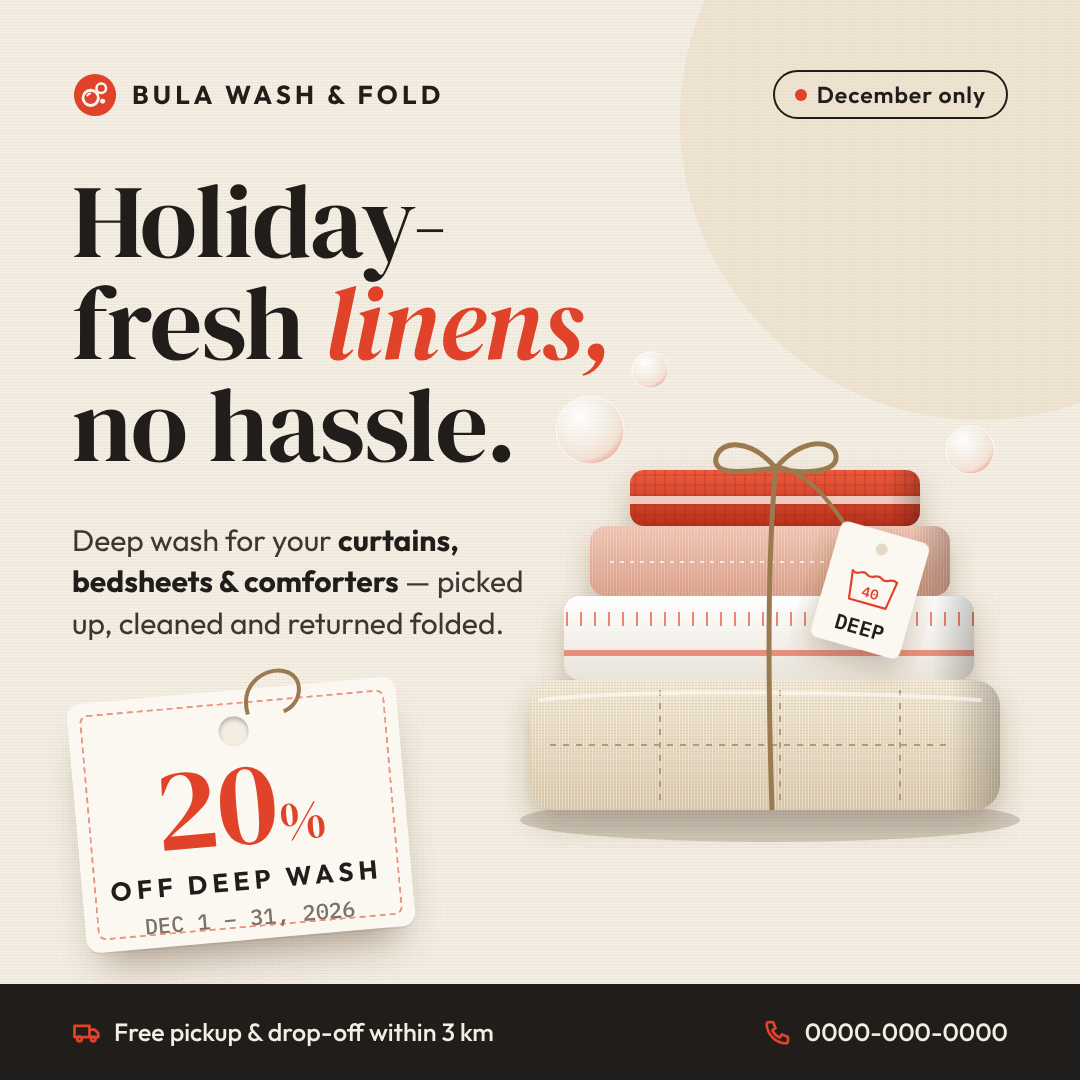 BULA WASH & FOLD
December only
Holiday-
fresh linens,
no hassle.
Deep wash for your curtains,
bedsheets & comforters — picked
up, cleaned and returned folded.
40
DEEP
20%
OFF DEEP WASH
DEC 1 – 31, 2026
Free pickup & drop-off within 3 km
0000-000-0000